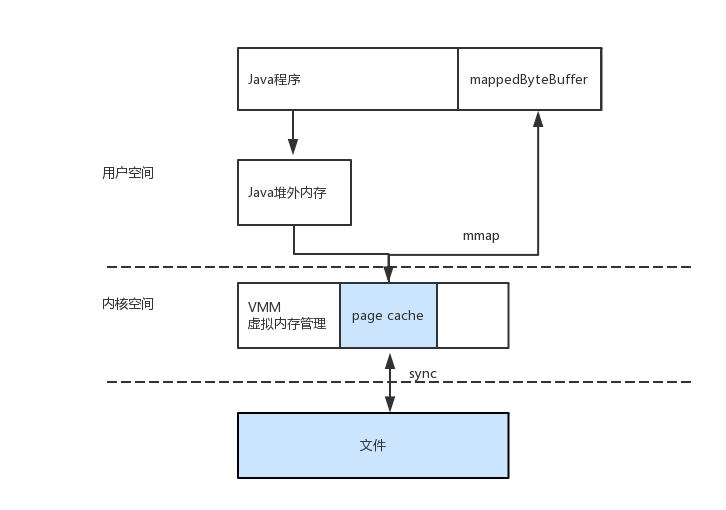 Java程序
mappedByteBuffer
用户空间
Java堆外内存
mmap
内核空间
VMM
虚拟内存管理
page cache
sync
文件